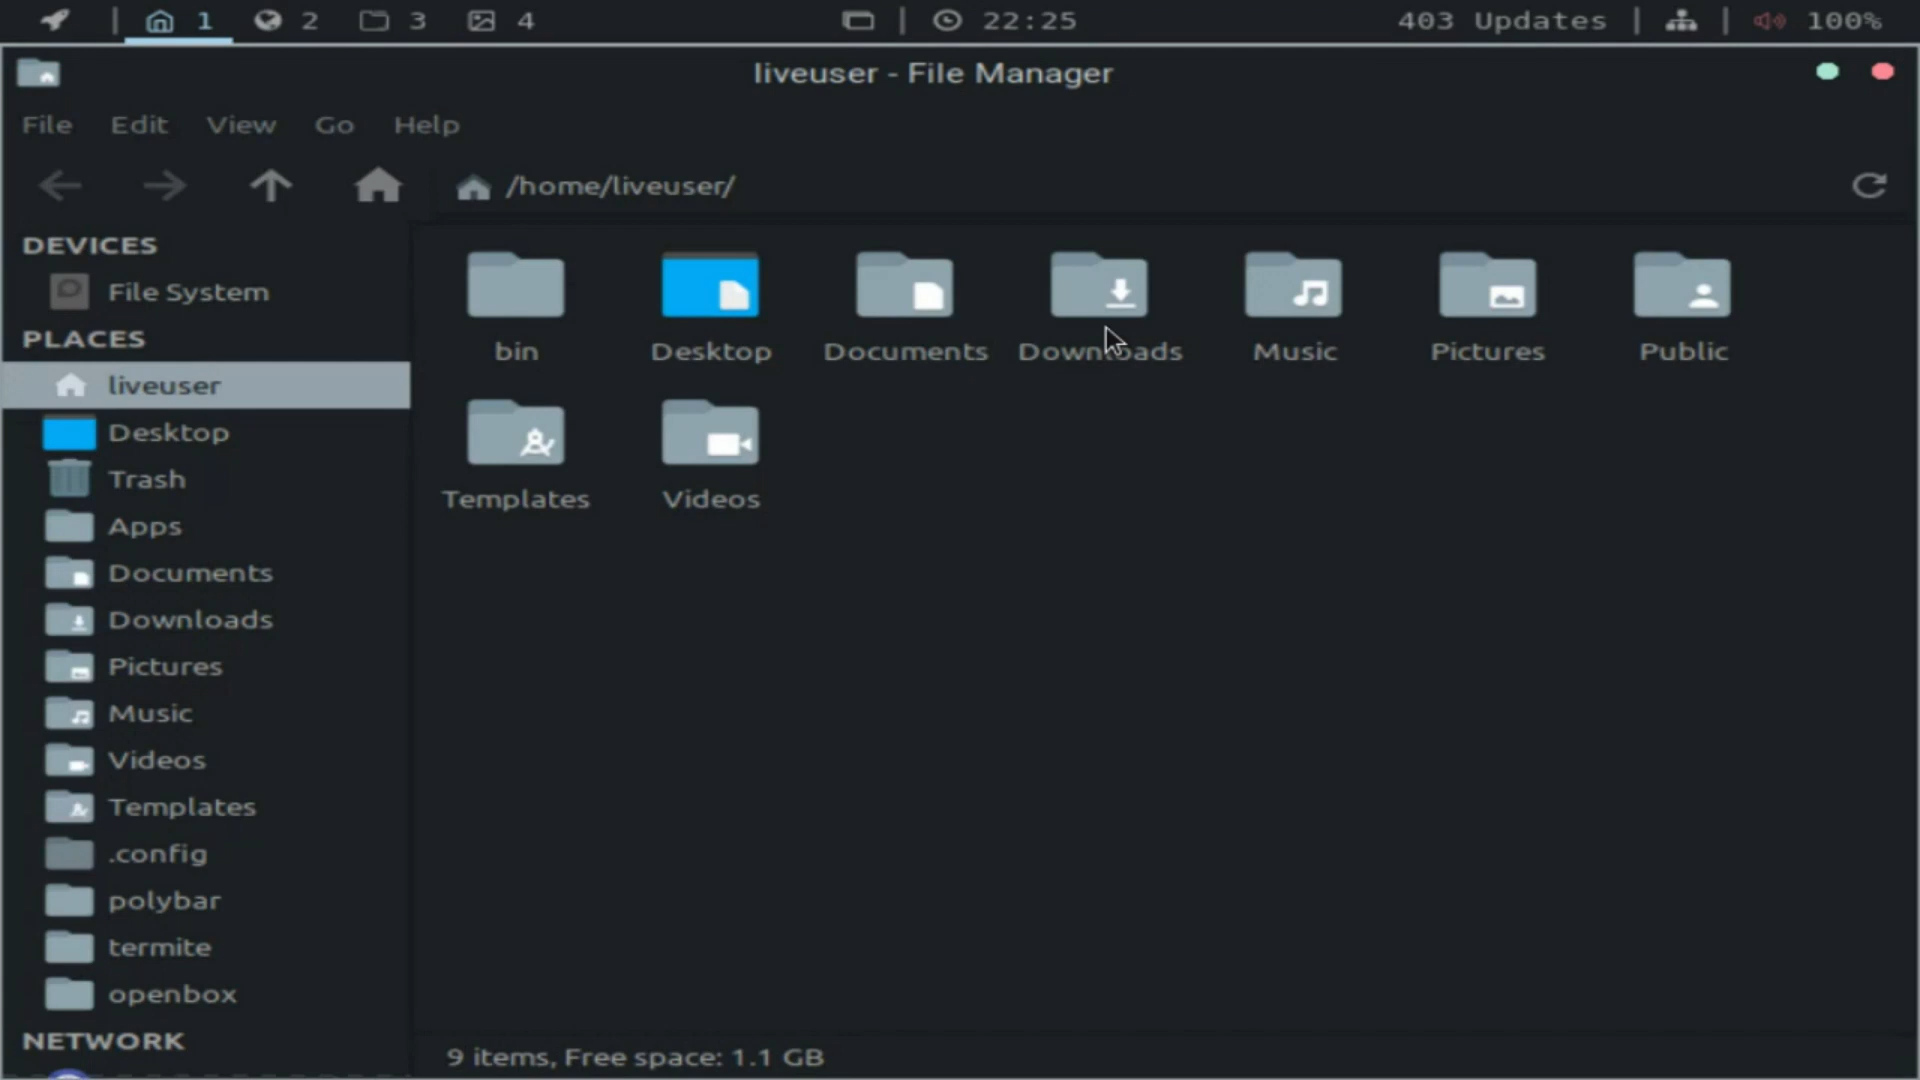 1 2 3 4 22:25 403 Updates 100%
liveuser - File Manager
File Edit View Go Help
/home/liveuser/
DEVICES
File System
PLACES
liveuser
Desktop
Trash
Apps
Documents
Downloads
Pictures
Music
Videos
Templates
.config
polybar
termite
openbox
NETWORK
bin Desktop Documents Downloads Music Pictures Public
Templates Videos
9 items, Free space: 1.1 GB